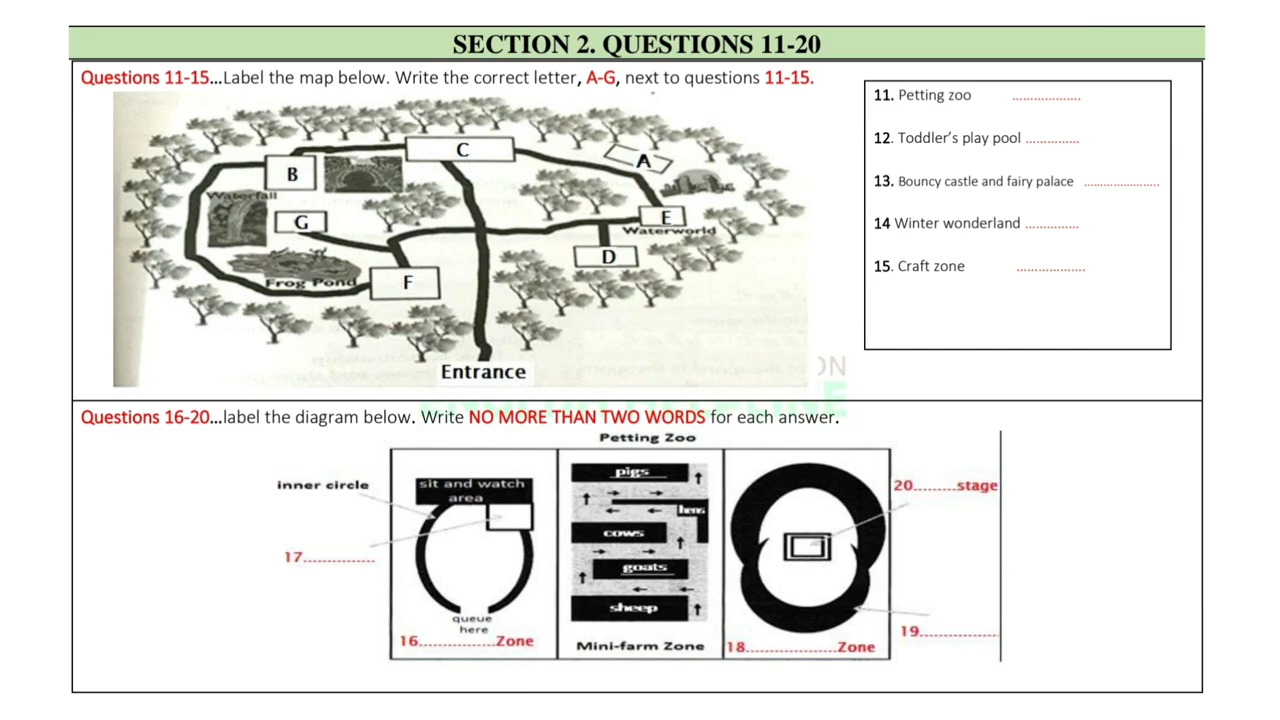 SECTION 2. QUESTIONS 11-20
Questions 11-15...Label the map below. Write the correct letter, A-G, next to questions 11-15.
C
A
B
Waterfall
G
E
Waterworld
D
Frog Pond
F
Entrance
11. Petting zoo ...................
12. Toddler's play pool ...............
13. Bouncy castle and fairy palace .....................
14 Winter wonderland ...............
15. Craft zone ...................
ON
Questions 16-20...label the diagram below. Write NO MORE THAN TWO WORDS for each answer.
Petting Zoo
inner circle
sit and watch
area
17...............
queue
here
16...............Zone
pigs
hens
cows
goats
sheep
Mini-farm Zone
20.........stage
19................
18..................Zone